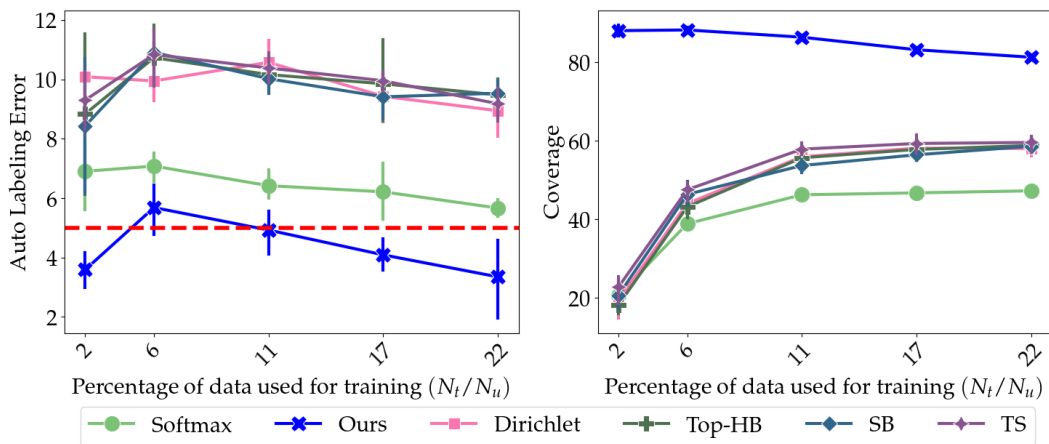 12
10
8
6
4
2
Auto Labeling Error
2 6 11 17 22
Percentage of data used for training (N_t/N_u)
80
60
40
20
Coverage
2 6 11 17 22
Percentage of data used for training (N_t/N_u)
Softmax Ours Dirichlet Top-HB SB TS